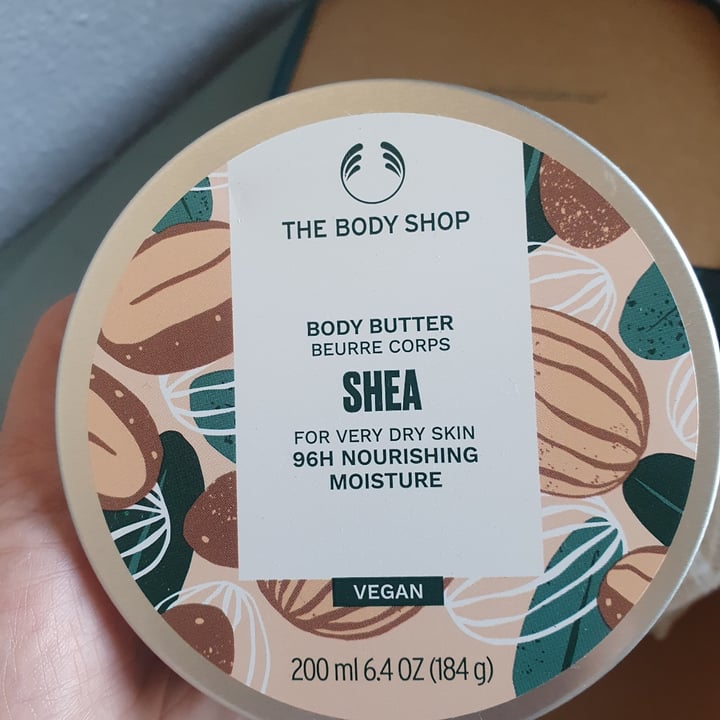 THE BODY SHOP
BODY BUTTER
BEURRE CORPS
SHEA
FOR VERY DRY SKIN
96H NOURISHING
MOISTURE
VEGAN
200 ml 6.4 OZ (184 g)